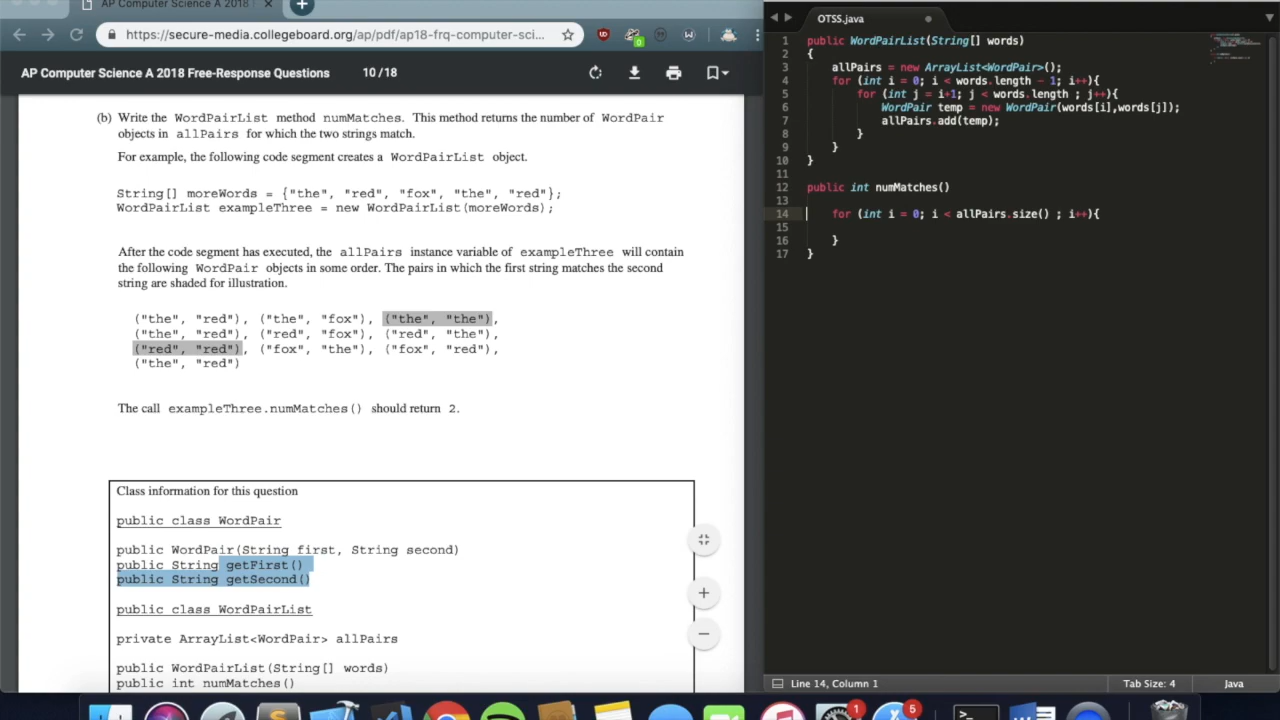 AP Computer Science A 2018
https://secure-media.collegeboard.org/ap/pdf/ap18-frq-computer-sci...
0
AP Computer Science A 2018 Free-Response Questions
10/18
(b) Write the WordPairList method numMatches. This method returns the number of WordPair
objects in allPairs for which the two strings match.
For example, the following code segment creates a WordPairList object.
String[] moreWords = {"the", "red", "fox", "the", "red"};
WordPairList exampleThree = new WordPairList(moreWords);
After the code segment has executed, the allPairs instance variable of exampleThree will contain
the following WordPair objects in some order. The pairs in which the first string matches the second
string are shaded for illustration.
("the", "red"), ("the", "fox"), ("the", "the"),
("the", "red"), ("red", "fox"), ("red", "the"),
("red", "red"), ("fox", "the"), ("fox", "red"),
("the", "red")
The call exampleThree.numMatches() should return 2.
Class information for this question
public class WordPair
public WordPair(String first, String second)
public String getFirst()
public String getSecond()
public class WordPairList
private ArrayList<WordPair> allPairs
public WordPairList(String[] words)
public int numMatches()
OTSS.java
1 public WordPairList(String[] words)
2 {
3 allPairs = new ArrayList<WordPair>();
4 for (int i = 0; i < words.length - 1; i++){
5 for (int j = i+1; j < words.length ; j++){
6 WordPair temp = new WordPair(words[i],words[j]);
7 allPairs.add(temp);
8 }
9 }
10 }
11
12 public int numMatches()
13
14 for (int i = 0; i < allPairs.size() ; i++){
15
16 }
17 }
Line 14, Column 1
Tab Size: 4
Java
1
5